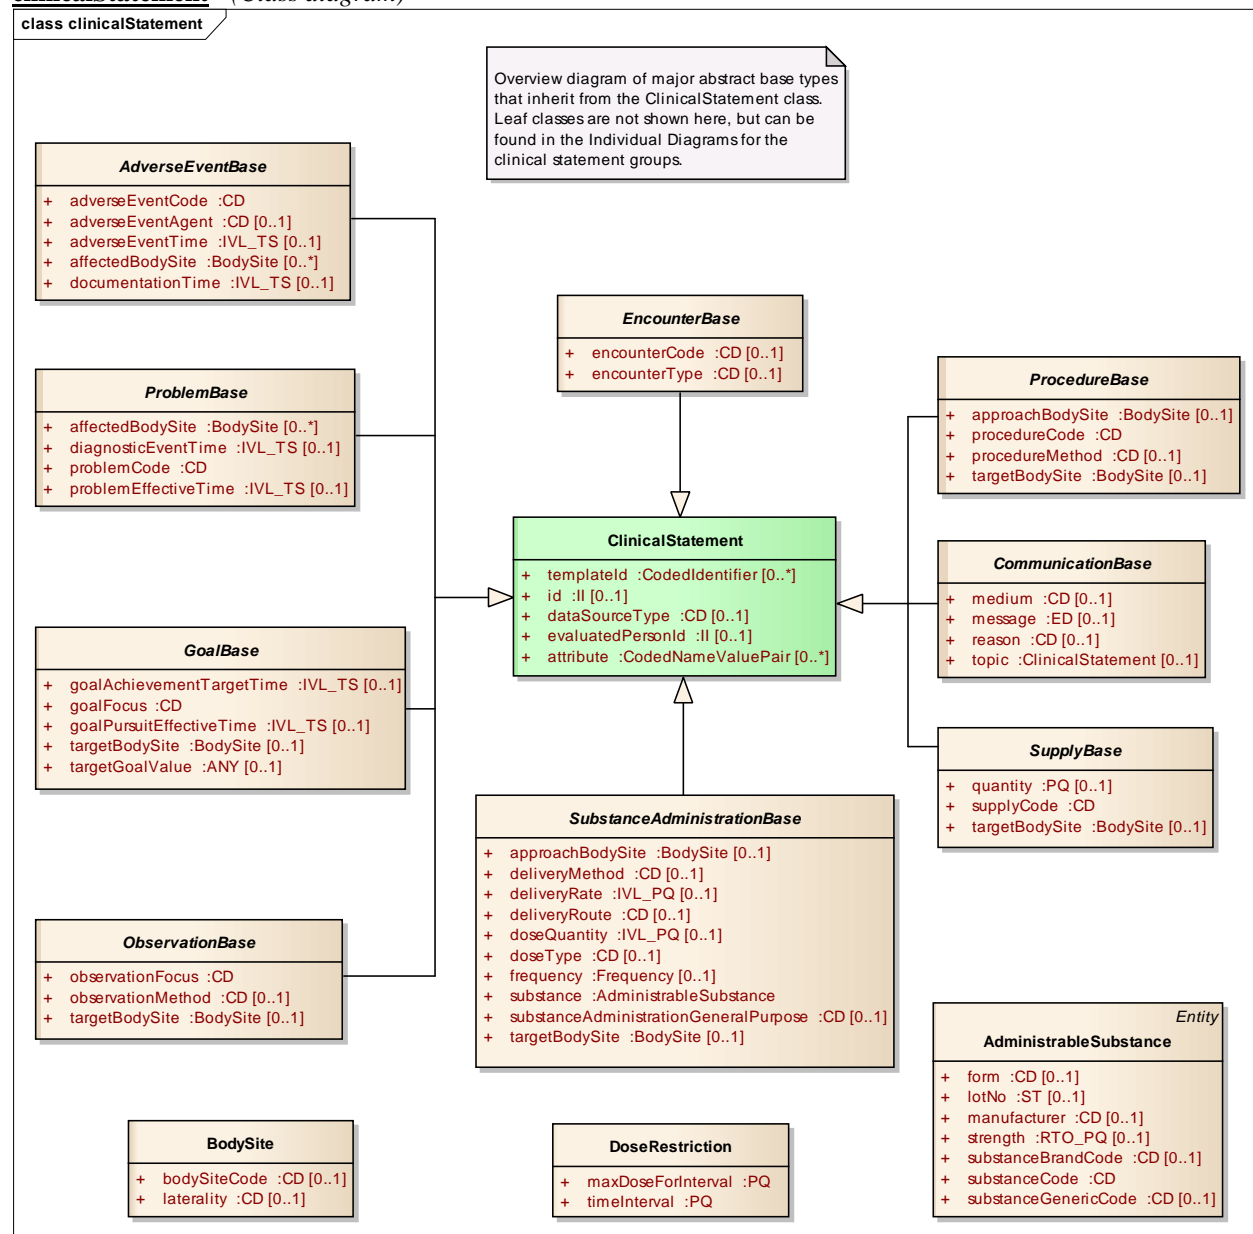 clinicalStatement - (Class diagram)
class clinicalStatement
Overview diagram of major abstract base types
that inherit from the ClinicalStatement class.
Leaf classes are not shown here, but can be
found in the Individual Diagrams for the
clinical statement groups.
AdverseEventBase
+ adverseEventCode :CD
+ adverseEventAgent :CD [0..1]
+ adverseEventTime :IVL_TS [0..1]
+ affectedBodySite :BodySite [0..*]
+ documentationTime :IVL_TS [0..1]
EncounterBase
+ encounterCode :CD [0..1]
+ encounterType :CD [0..1]
ProblemBase
+ affectedBodySite :BodySite [0..*]
+ diagnosticEventTime :IVL_TS [0..1]
+ problemCode :CD
+ problemEffectiveTime :IVL_TS [0..1]
ProcedureBase
+ approachBodySite :BodySite [0..1]
+ procedureCode :CD
+ procedureMethod :CD [0..1]
+ targetBodySite :BodySite [0..1]
ClinicalStatement
+ templateId :CodedIdentifier [0..*]
+ id :II [0..1]
+ dataSourceType :CD [0..1]
+ evaluatedPersonId :II [0..1]
+ attribute :CodedNameValuePair [0..*]
CommunicationBase
+ medium :CD [0..1]
+ message :ED [0..1]
+ reason :CD [0..1]
+ topic :ClinicalStatement [0..1]
GoalBase
+ goalAchievementTargetTime :IVL_TS [0..1]
+ goalFocus :CD
+ goalPursuitEffectiveTime :IVL_TS [0..1]
+ targetBodySite :BodySite [0..1]
+ targetGoalValue :ANY [0..1]
SupplyBase
+ quantity :PQ [0..1]
+ supplyCode :CD
+ targetBodySite :BodySite [0..1]
SubstanceAdministrationBase
+ approachBodySite :BodySite [0..1]
+ deliveryMethod :CD [0..1]
+ deliveryRate :IVL_PQ [0..1]
+ deliveryRoute :CD [0..1]
+ doseQuantity :IVL_PQ [0..1]
+ doseType :CD [0..1]
+ frequency :Frequency [0..1]
+ substance :AdministrableSubstance
+ substanceAdministrationGeneralPurpose :CD [0..1]
+ targetBodySite :BodySite [0..1]
ObservationBase
+ observationFocus :CD
+ observationMethod :CD [0..1]
+ targetBodySite :BodySite [0..1]
Entity
AdministrableSubstance
+ form :CD [0..1]
+ lotNo :ST [0..1]
+ manufacturer :CD [0..1]
+ strength :RTO_PQ [0..1]
+ substanceBrandCode :CD [0..1]
+ substanceCode :CD
+ substanceGenericCode :CD [0..1]
BodySite
+ bodySiteCode :CD [0..1]
+ laterality :CD [0..1]
DoseRestriction
+ maxDoseForInterval :PQ
+ timeInterval :PQ